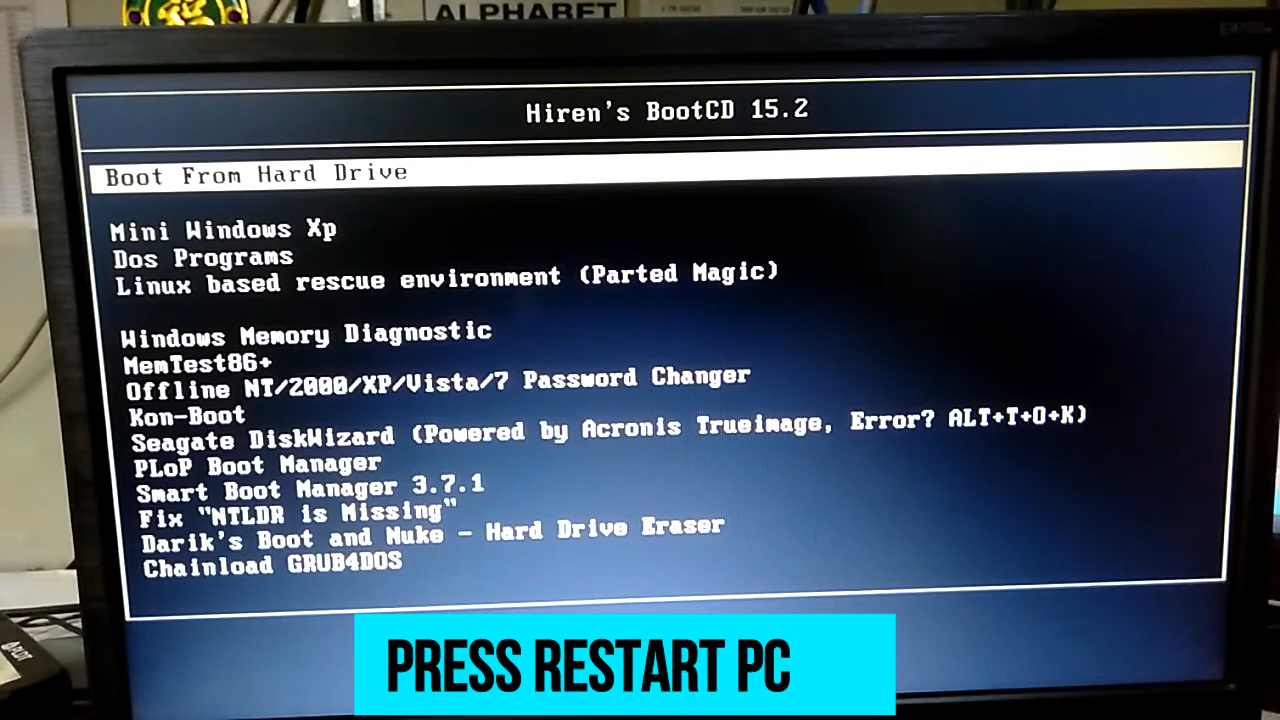 ALPHABET
Hiren's BootCD 15.2
Boot From Hard Drive
Mini Windows Xp
Dos Programs
Linux based rescue environment (Parted Magic)
Windows Memory Diagnostic
MemTest86+
Offline NT/2000/XP/Vista/7 Password Changer
Kon-Boot
Seagate DiskWizard (Powered by Acronis Trueimage, Error? ALT+T+O+K)
PLoP Boot Manager
Smart Boot Manager 3.7.1
Fix "NTLDR is Missing"
Darik's Boot and Nuke - Hard Drive Eraser
Chainload GRUB4DOS
PRESS RESTART PC